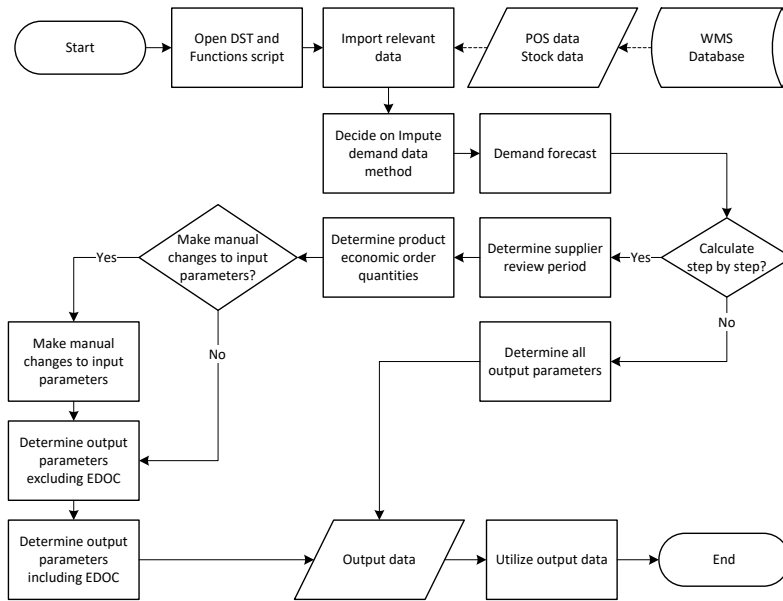 Start
Open DST and
Functions script
Import relevant
data
POS data
Stock data
WMS
Database
Decide on Impute
demand data
method
Demand forecast
Calculate
step by step?
Yes
Determine supplier
review period
Determine product
economic order
quantities
Make manual
changes to input
parameters?
Yes
No
No
Make manual
changes to input
parameters
Determine all
output parameters
Determine output
parameters
excluding EDOC
Determine output
parameters
including EDOC
Output data
Utilize output data
End